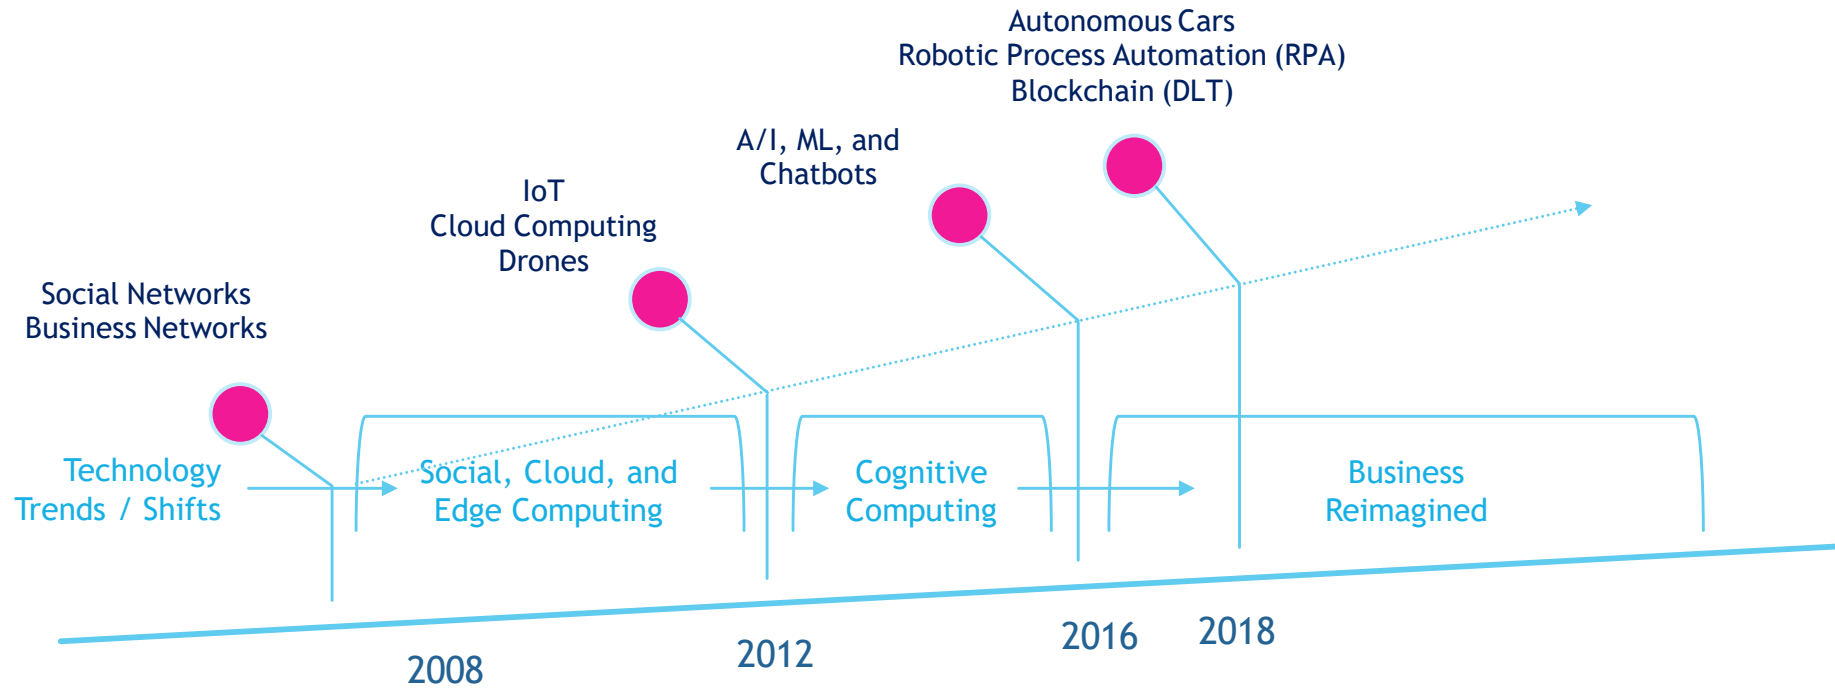 Autonomous Cars
Robotic Process Automation (RPA)
Blockchain (DLT)
A/I, ML, and
Chatbots
IoT
Cloud Computing
Drones
Social Networks
Business Networks
Technology
Trends / Shifts
Social, Cloud, and
Edge Computing
Cognitive
Computing
Business
Reimagined
2008
2012
2016
2018